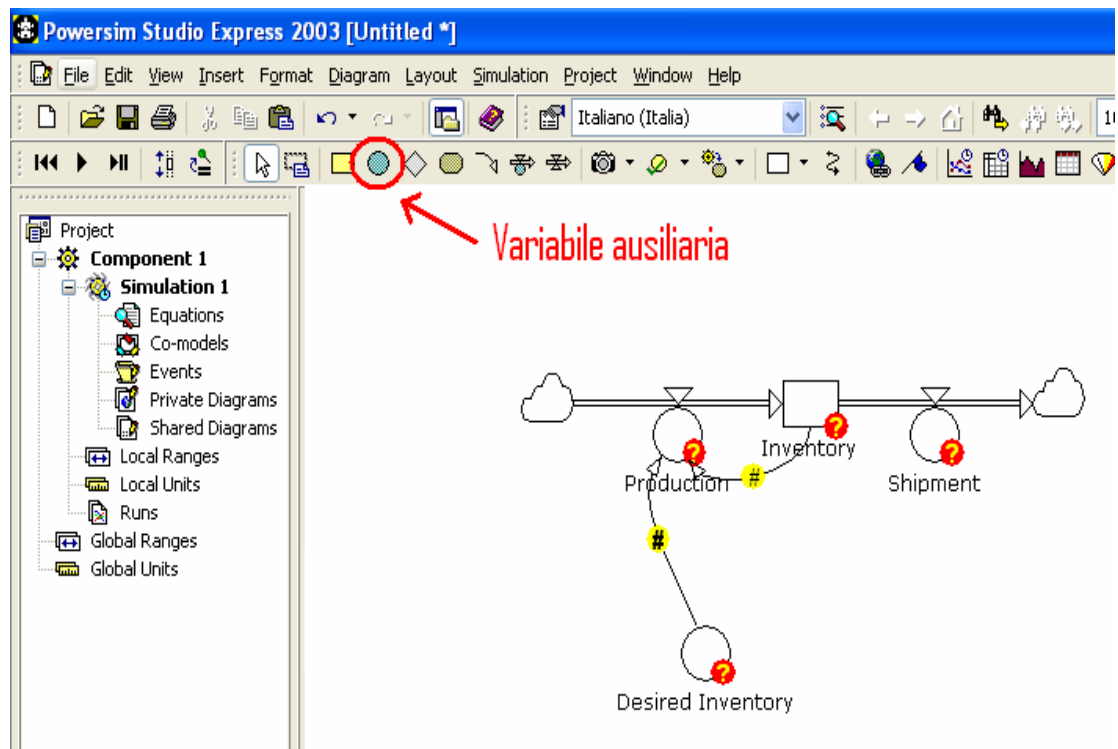 Powersim Studio Express 2003 [Untitled *]
File Edit View Insert Format Diagram Layout Simulation Project Window Help
Italiano (Italia)
Variabile ausiliaria
Project
Component 1
Simulation 1
Equations
Co-models
Events
Private Diagrams
Shared Diagrams
Local Ranges
Local Units
Runs
Global Ranges
Global Units
?
?
?
Inventory
Production
#
Shipment
#
?
Desired Inventory